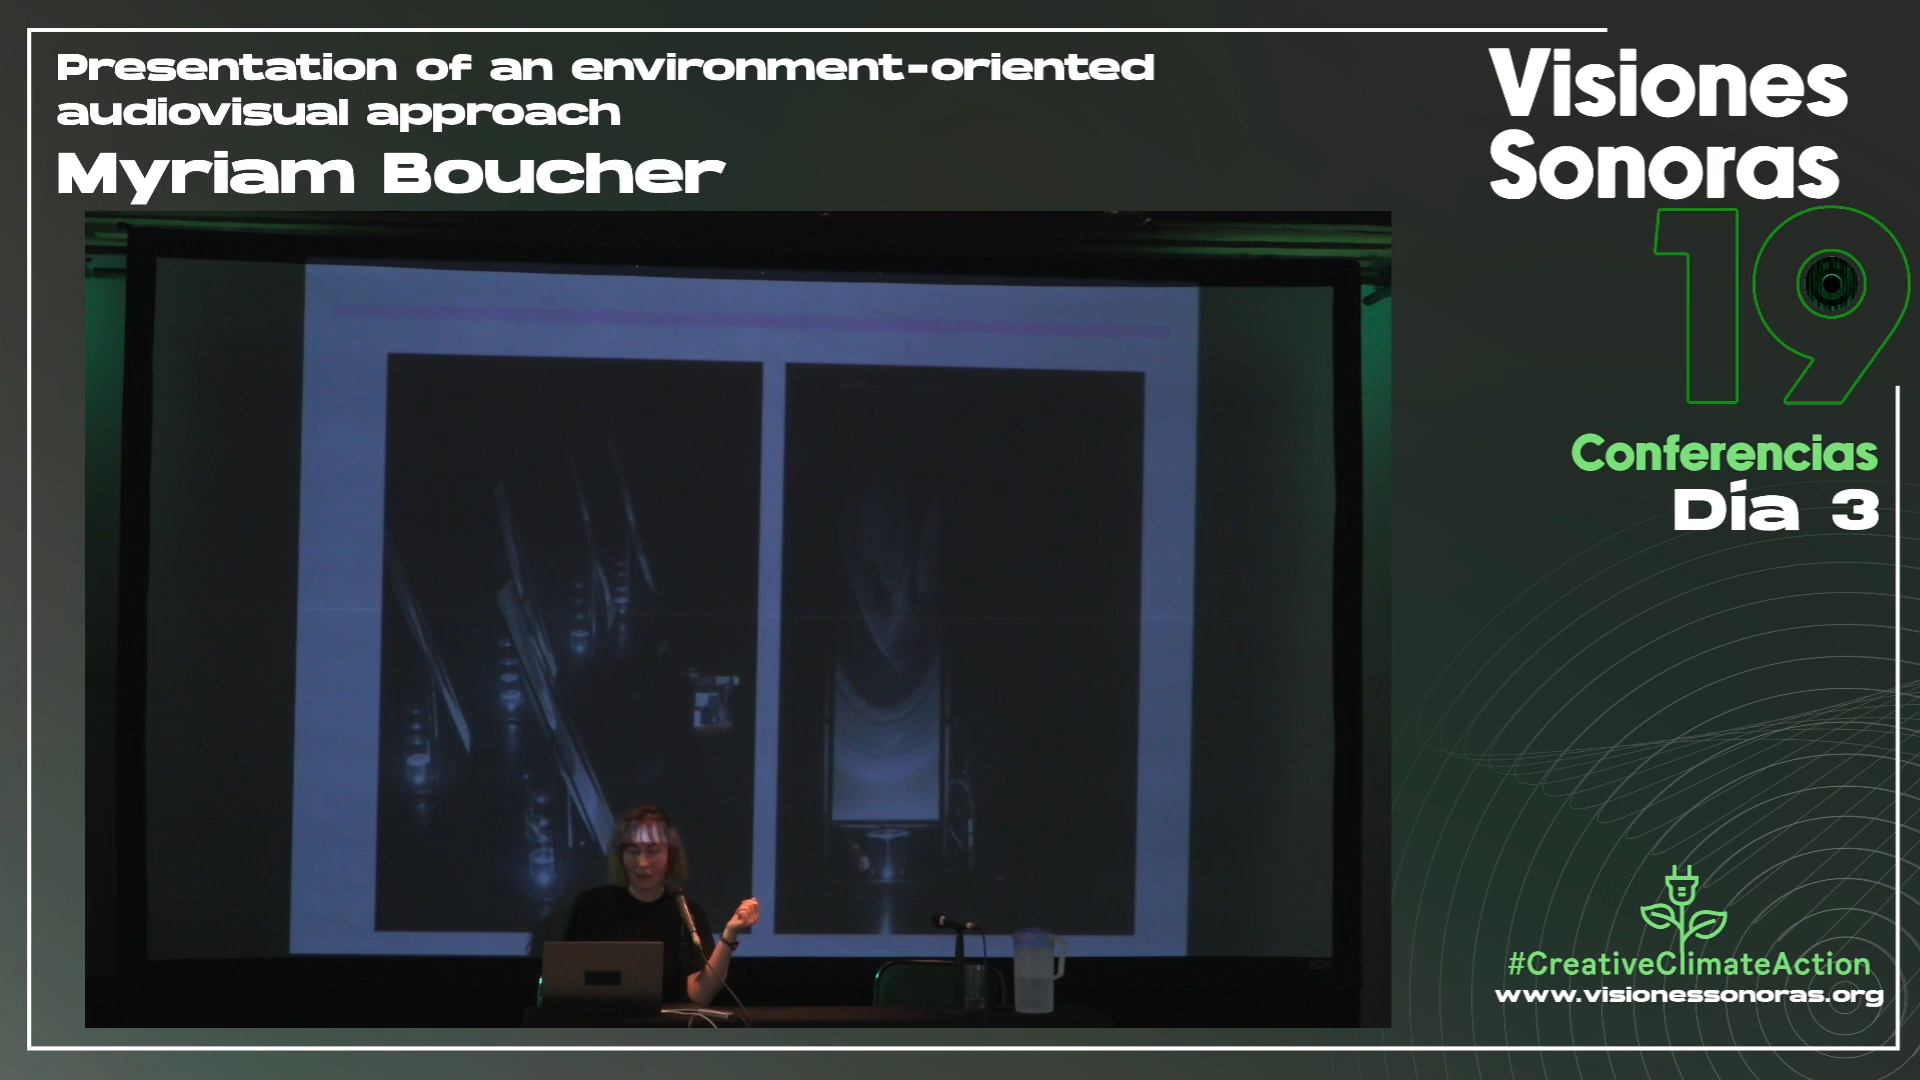 Presentation of an environment-oriented
audiovisual approach
Myriam Boucher
Visiones
Sonoras
19
Conferencias
Día 3
#CreativeClimateAction
www.visionessonoras.org